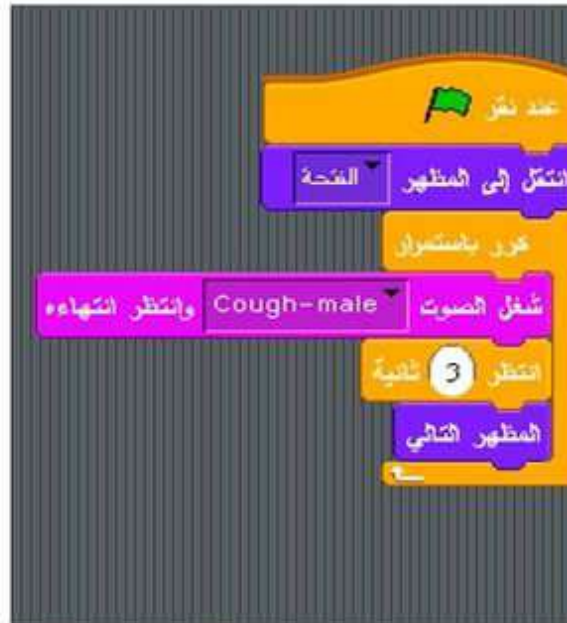 عند نقر
انتقل إلى المظهر الفتحة
كرر باستمرار
شغل الصوت Cough-male وانتظر انتهاءه
انتظر 3 ثانية
المظهر التالي